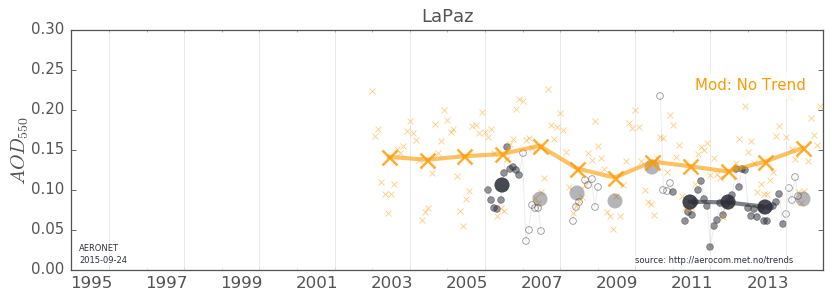 LaPaz
0.30
0.25
Mod: No Trend
0.20
AOD550
0.15
0.10
0.05
AERONET
2015-09-24
source: http://aerocom.met.no/trends
0.00
1995 1997 1999 2001 2003 2005 2006 2007 2009 2011 2013